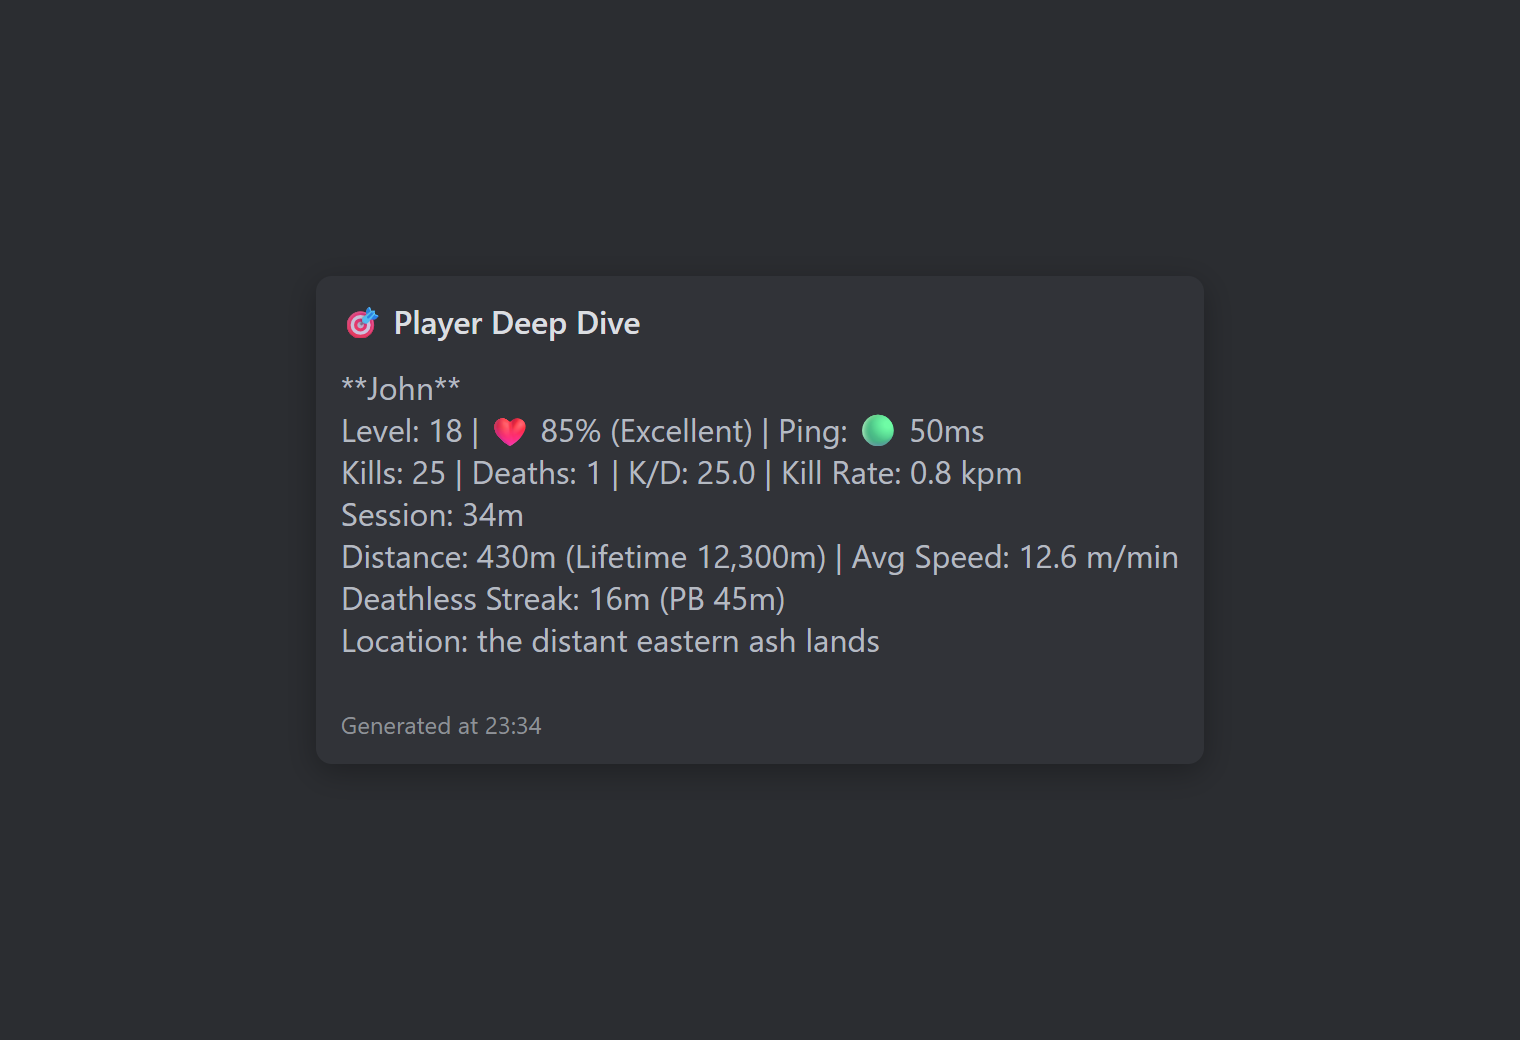 🎯 Player Deep Dive
**John**
Level: 18 | ❤️ 85% (Excellent) | Ping: 🟢 50ms
Kills: 25 | Deaths: 1 | K/D: 25.0 | Kill Rate: 0.8 kpm
Session: 34m
Distance: 430m (Lifetime 12,300m) | Avg Speed: 12.6 m/min
Deathless Streak: 16m (PB 45m)
Location: the distant eastern ash lands
Generated at 23:34